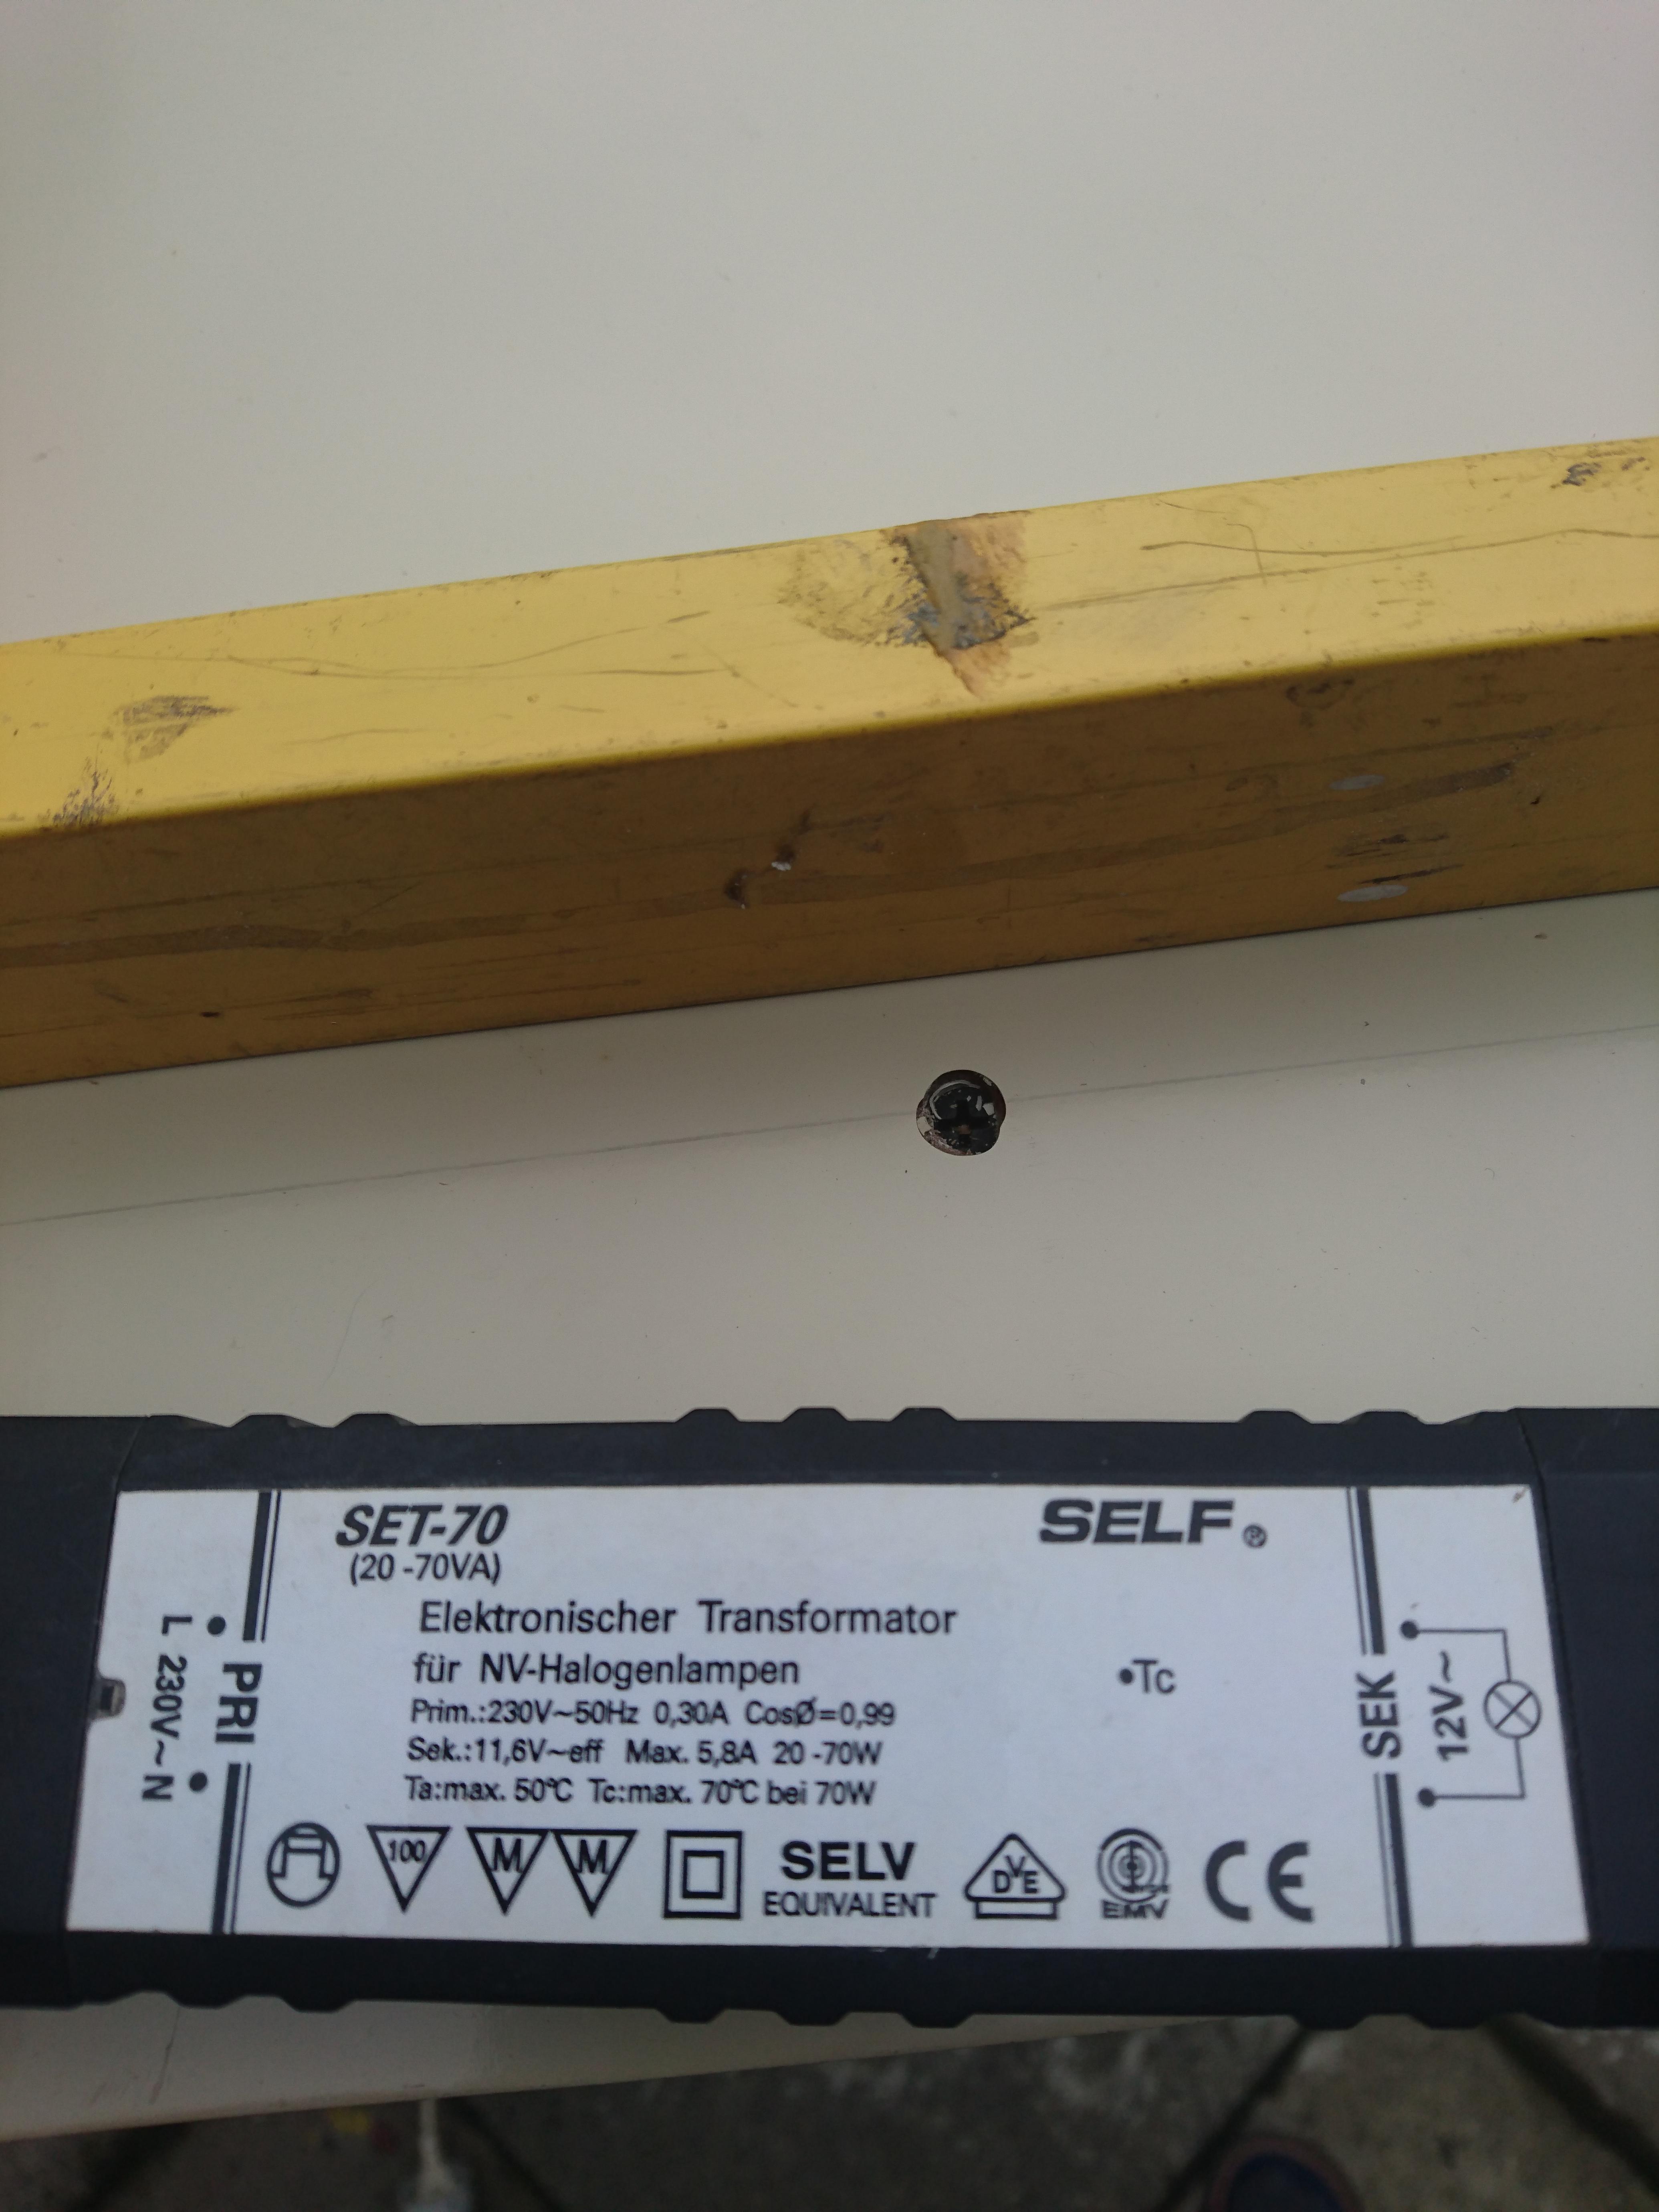 SET-70
(20-70VA)
SELF®
Elektronischer Transformator
für NV-Halogenlampen
•Tc
Prim.:230V~50Hz 0,30A CosØ=0,99
Sek.:11,6V~eff Max. 5,8A 20-70W
Ta:max. 50°C Tc:max. 70°C bei 70W
L 230V~N
PRI
SEK
12V~
100
M M
SELV
EQUIVALENT
DVE
EMV
CE